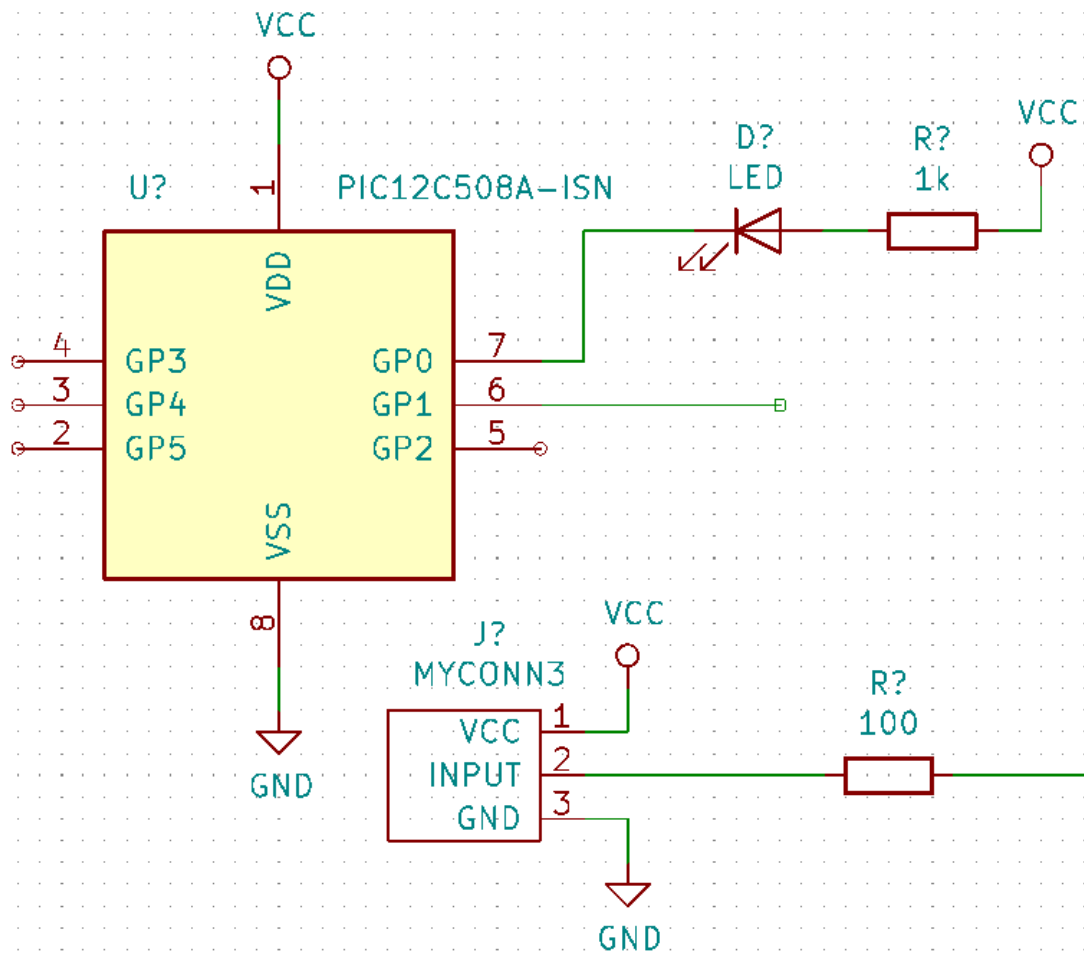 VCC
U?
1
PIC12C508A-ISN
D?
LED
R?
1k
VCC
VDD
4 GP3
3 GP4
2 GP5
GP0 7
GP1 6
GP2 5
VSS
8
GND
J?
MYCONN3
VCC
VCC 1
INPUT 2
GND 3
GND
R?
100